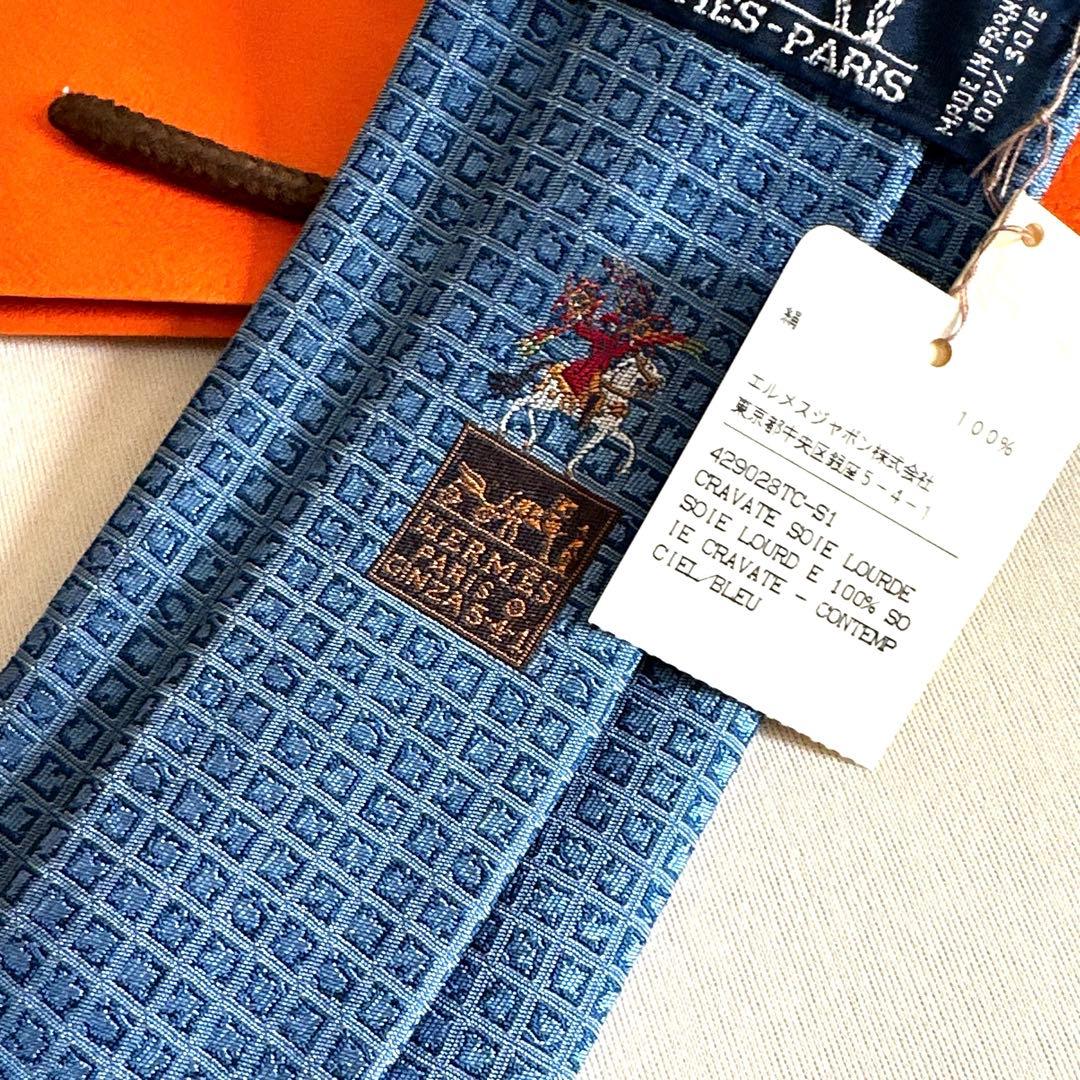 MES-PARIS
MADE IN FRAN
100% SOIE
絹
100%
エルメスジャポン株式会社
東京都中央区銀座5-4-1
429028TC-S1
CRAVATE SOIE LOURDE
SOIE LOURD E 100% SO
IE CRAVATE - CONTEMP
CIEL/BLEU
HERMES
PARIS
GINZA 5-4-1